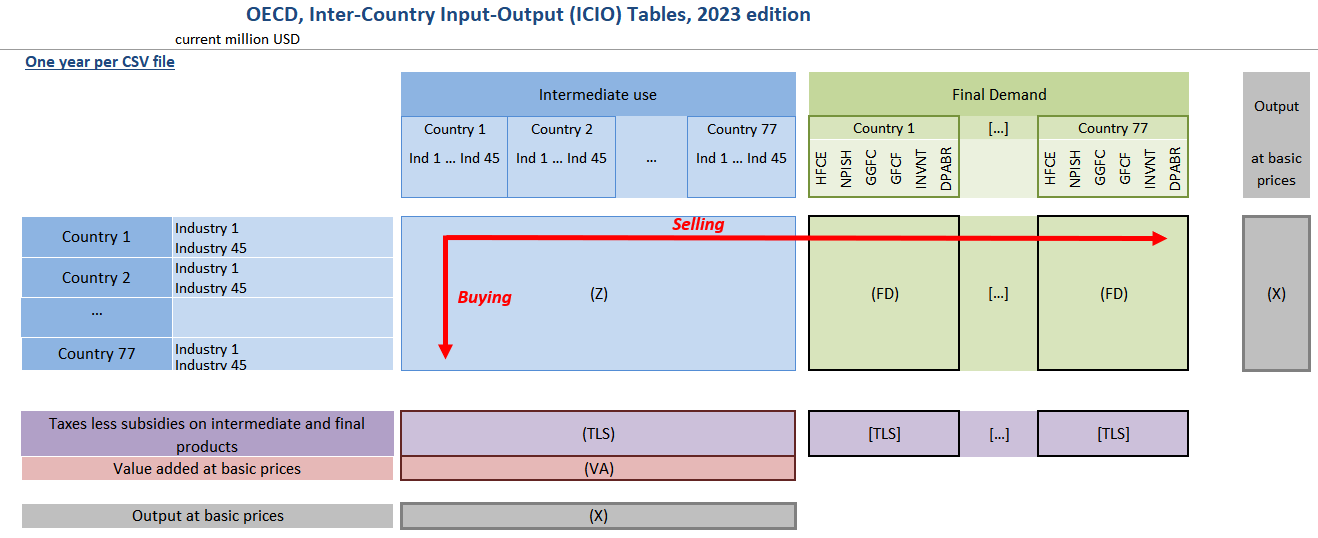 OECD, Inter-Country Input-Output (ICIO) Tables, 2023 edition
current million USD
One year per CSV file
Intermediate use
Final Demand
Output
at basic
prices
Country 1
Country 2
Country 77
Country 1
[...]
Country 77
Ind 1 ... Ind 45
Ind 1 ... Ind 45
...
Ind 1 ... Ind 45
HFCE
NPISH
GGFC
GFCF
INVNT
DPABR
HFCE
NPISH
GGFC
GFCF
INVNT
DPABR
Country 1
Industry 1
Industry 45
Country 2
Industry 1
Industry 45
...
Country 77
Industry 1
Industry 45
Selling
Buying
(Z)
(FD)
[...]
(FD)
(X)
Taxes less subsidies on intermediate and final
products
(TLS)
[TLS]
[...]
[TLS]
Value added at basic prices
(VA)
Output at basic prices
(X)